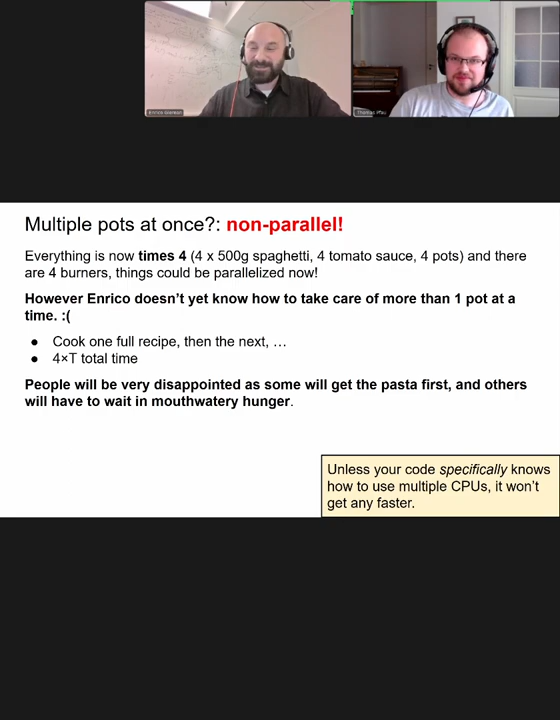 Enrico Glerean
Thomas Pfau
Multiple pots at once?: non-parallel!
Everything is now times 4 (4 x 500g spaghetti, 4 tomato sauce, 4 pots) and there
are 4 burners, things could be parallelized now!
However Enrico doesn't yet know how to take care of more than 1 pot at a
time. :(
● Cook one full recipe, then the next, …
● 4×T total time
People will be very disappointed as some will get the pasta first, and others
will have to wait in mouthwatery hunger.
Unless your code specifically knows
how to use multiple CPUs, it won't
get any faster.